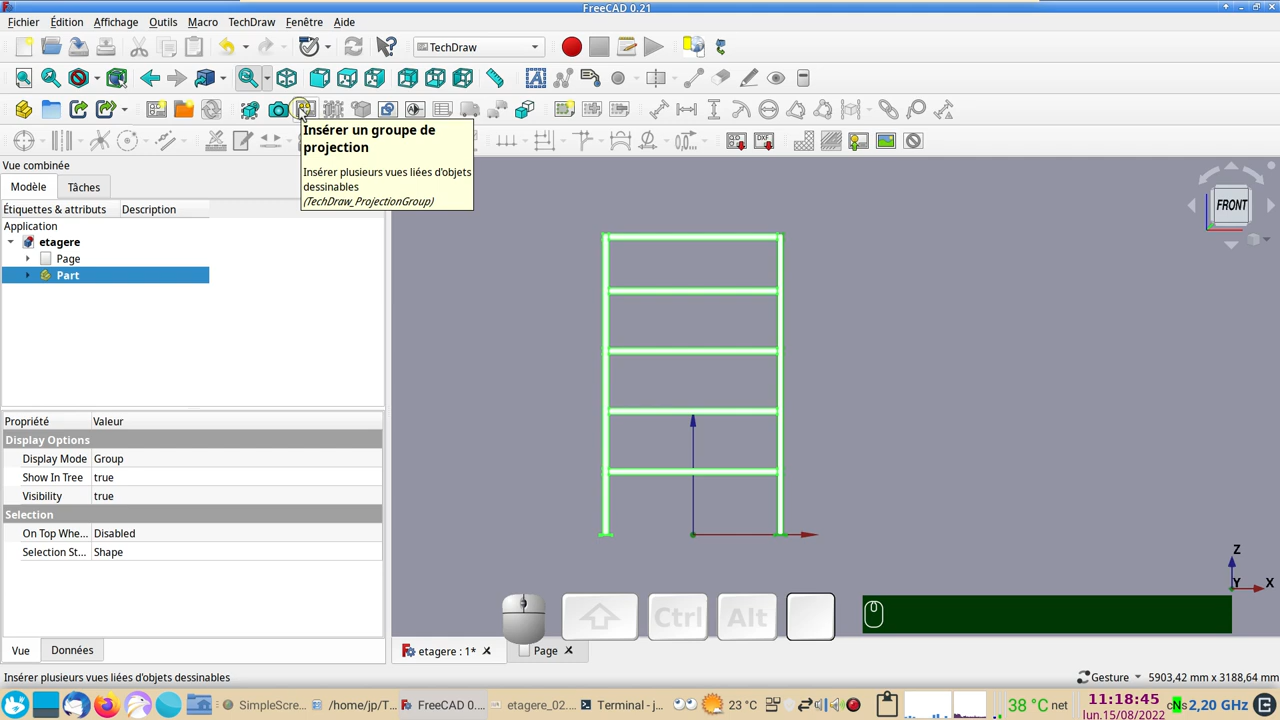 FreeCAD 0.21
Fichier Édition Affichage Outils Macro TechDraw Fenêtre Aide
TechDraw
Insérer un groupe de
projection
Insérer plusieurs vues liées d'objets
dessinables
(TechDraw_ProjectionGroup)
Vue combinée
Modèle Tâches
Étiquettes & attributs Description
Application
etagere
Page
Part
FRONT
Propriété Valeur
Display Options
Display Mode Group
Show In Tree true
Visibility true
Selection
On Top Whe... Disabled
Selection St... Shape
Z
Y X
Ctrl Alt
Vue Données
etagere : 1* Page
Insérer plusieurs vues liées d'objets dessinables
Gesture 5903,42 mm x 3188,64 mm
SimpleScre... /home/jp/T... FreeCAD 0.... etagere_02.... Terminal - j... 23 °C 38 °C net 11:18:45 2,20 GHz
lun.15/08/2022